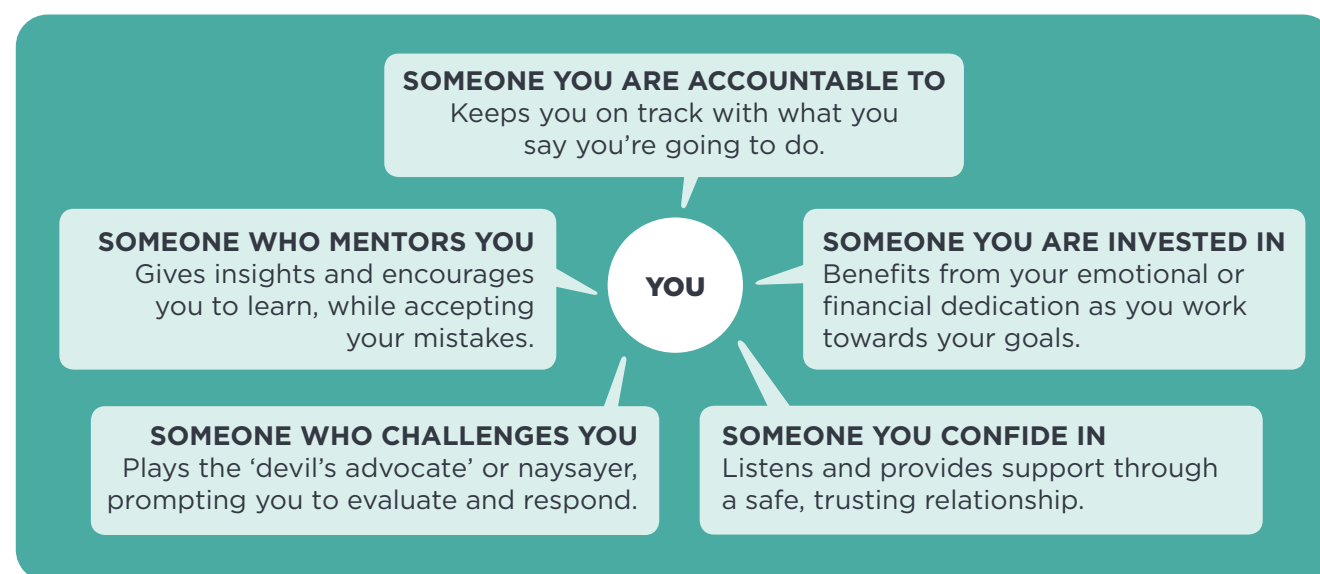 SOMEONE YOU ARE ACCOUNTABLE TO
Keeps you on track with what you
say you’re going to do.
SOMEONE WHO MENTORS YOU
Gives insights and encourages
you to learn, while accepting
your mistakes.
YOU
SOMEONE YOU ARE INVESTED IN
Benefits from your emotional or
financial dedication as you work
towards your goals.
SOMEONE WHO CHALLENGES YOU
Plays the ‘devil’s advocate’ or naysayer,
prompting you to evaluate and respond.
SOMEONE YOU CONFIDE IN
Listens and provides support through
a safe, trusting relationship.